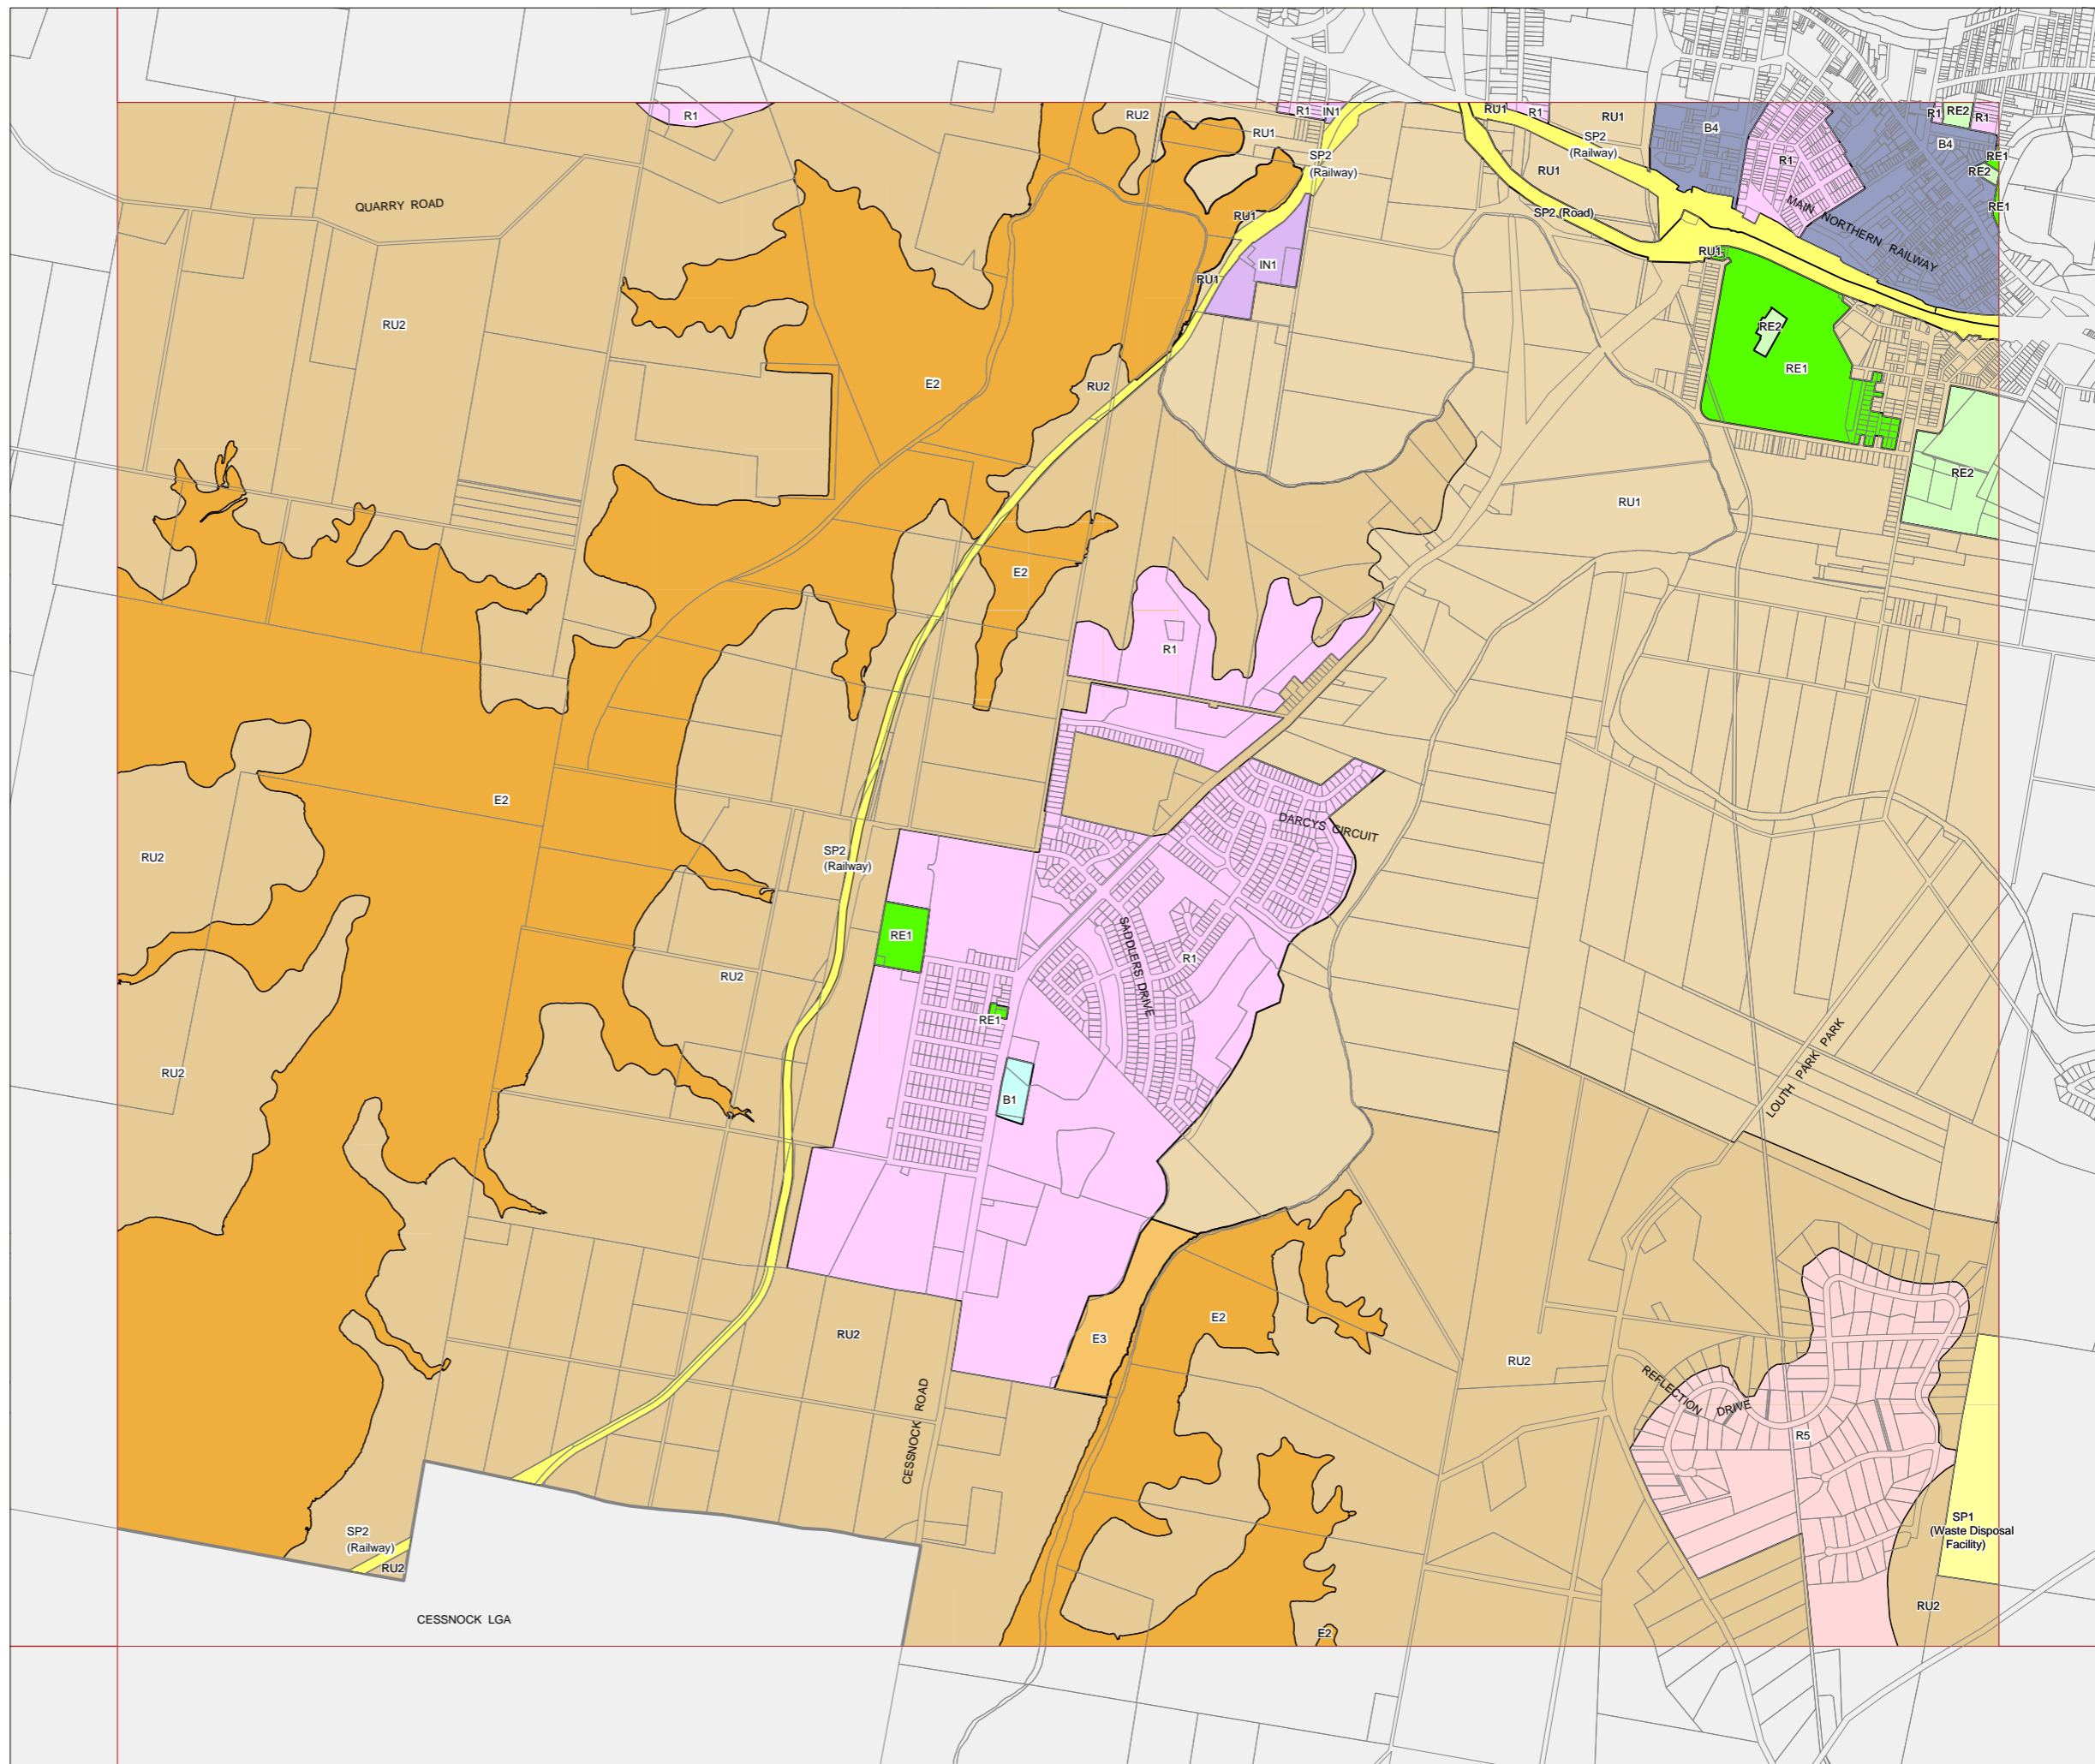 R1
RU2
R1
IN1
RU1
R1
RU1
B4
R1
RE2
R1
RU1
SP2
(Railway)
B4
SP2
(Railway)
RU1
R1
RE1
RE2
QUARRY ROAD
RU1
SP2 (Road)
MAIN NORTHERN RAILWAY
RE1
RU1
IN1
RU1
RU2
RE2
E2
RU2
RE1
RE2
RU1
E2
R1
E2
DARCYS CIRCUIT
RU2
SP2
(Railway)
RE1
SADDLERS DRIVE
R1
RU2
RE1
RU2
B1
LOUTH PARK PARK
E2
RU2
E3
RU2
REFLECTION DRIVE
CESSNOCK ROAD
R5
SP2
(Railway)
RU2
SP1
(Waste Disposal
Facility)
RU2
CESSNOCK LGA
E2